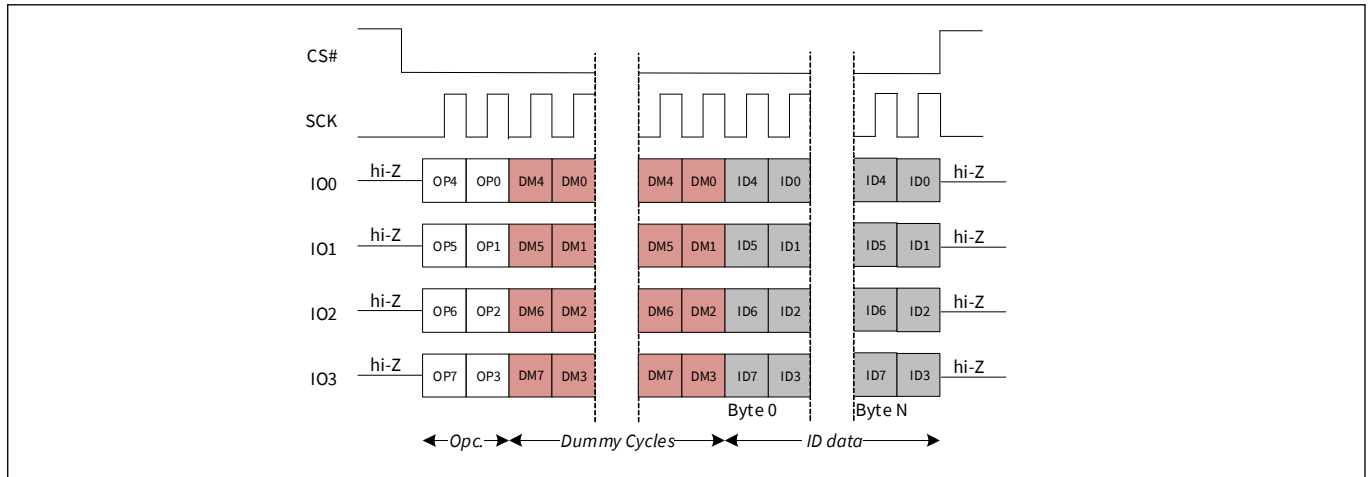 CS#
SCK
IO0 hi-Z OP4 OP0 DM4 DM0 DM4 DM0 ID4 ID0 ID4 ID0 hi-Z
IO1 hi-Z OP5 OP1 DM5 DM1 DM5 DM1 ID5 ID1 ID5 ID1 hi-Z
IO2 hi-Z OP6 OP2 DM6 DM2 DM6 DM2 ID6 ID2 ID6 ID2 hi-Z
IO3 hi-Z OP7 OP3 DM7 DM3 DM7 DM3 ID7 ID3 ID7 ID3 hi-Z
Byte 0 Byte N
Opc. Dummy Cycles ID data